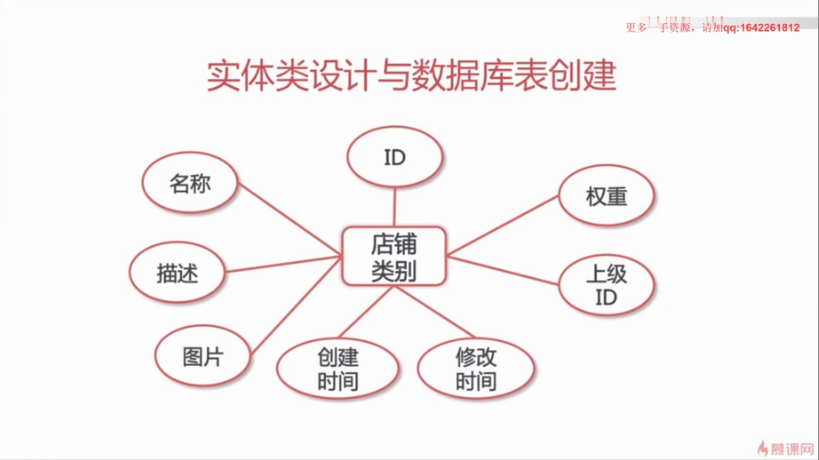 更多一手资源，请加qq:1642261812
实体类设计与数据库表创建
ID
名称
权重
店铺
类别
描述
上级
ID
图片
创建
时间
修改
时间
慕课网